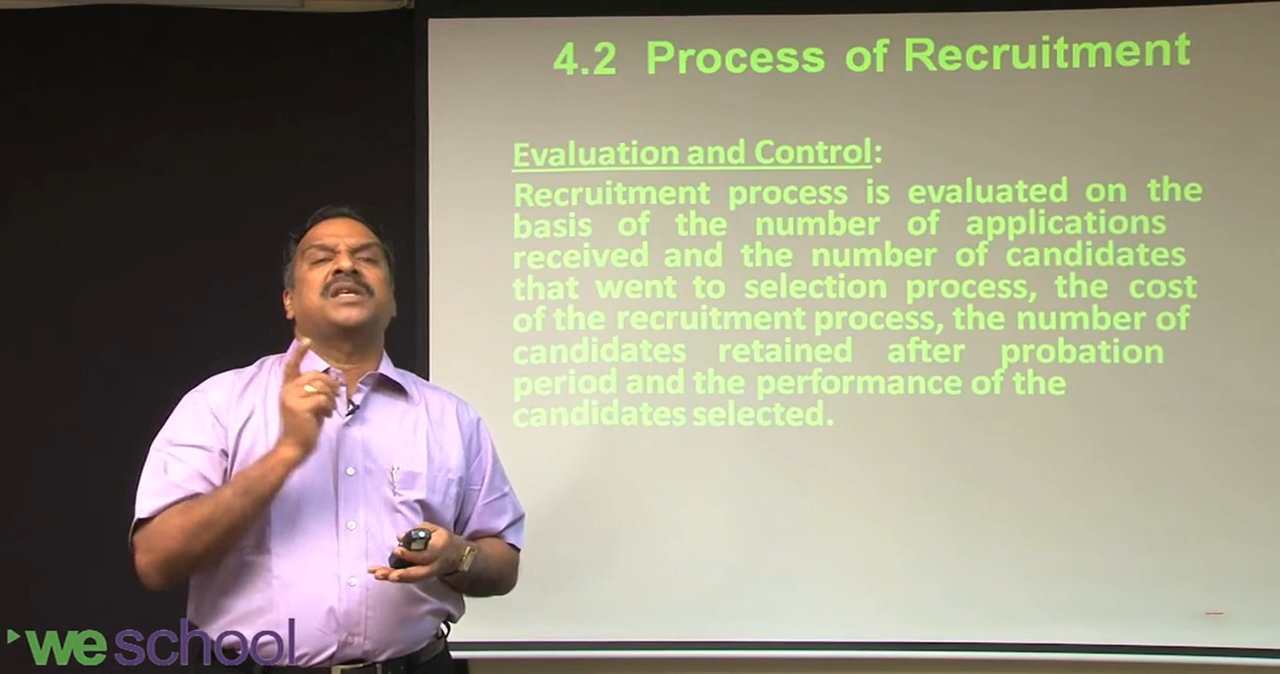 4.2 Process of Recruitment
Evaluation and Control:
Recruitment process is evaluated on the
basis of the number of applications
received and the number of candidates
that went to selection process, the cost
of the recruitment process, the number of
candidates retained after probation
period and the performance of the
candidates selected.
weschool